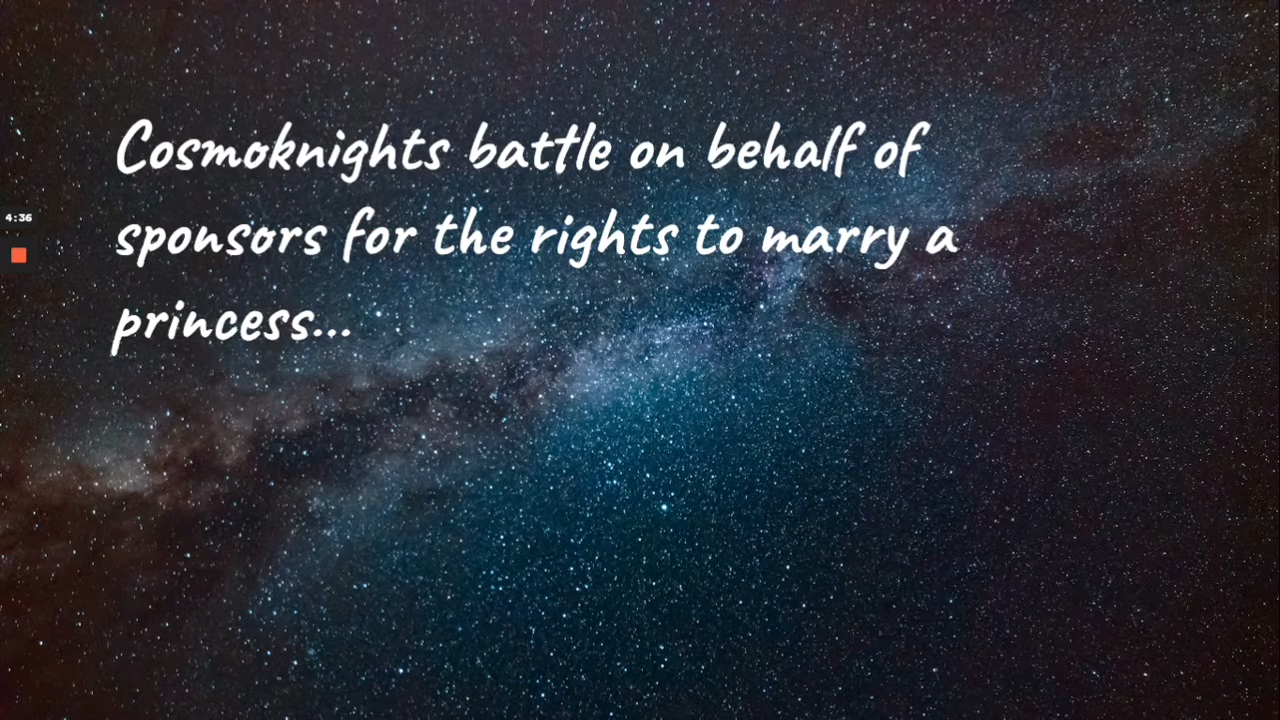 Cosmoknights battle on behalf of
sponsors for the rights to marry a
princess...
4:36